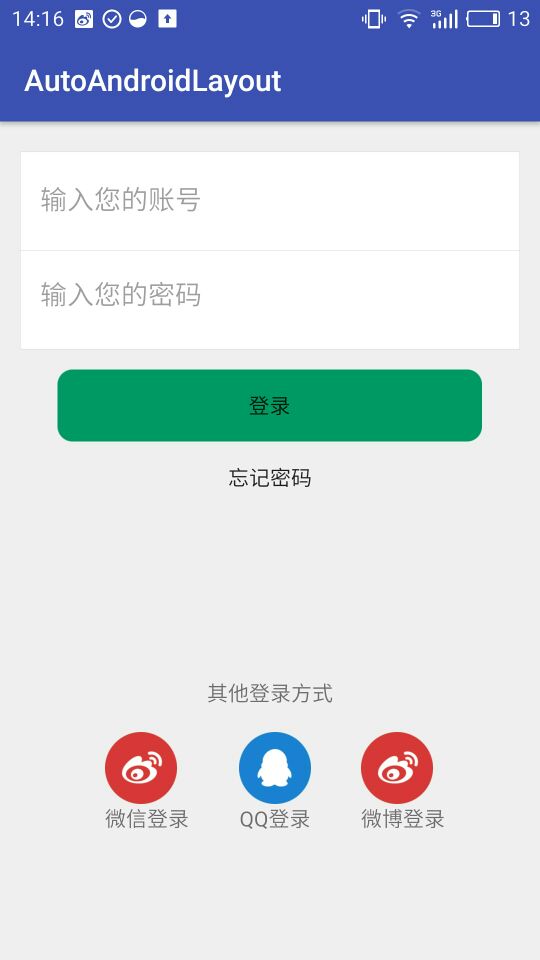 14:16 3G 13
AutoAndroidLayout
输入您的账号
输入您的密码
登录
忘记密码
其他登录方式
微信登录 QQ登录 微博登录